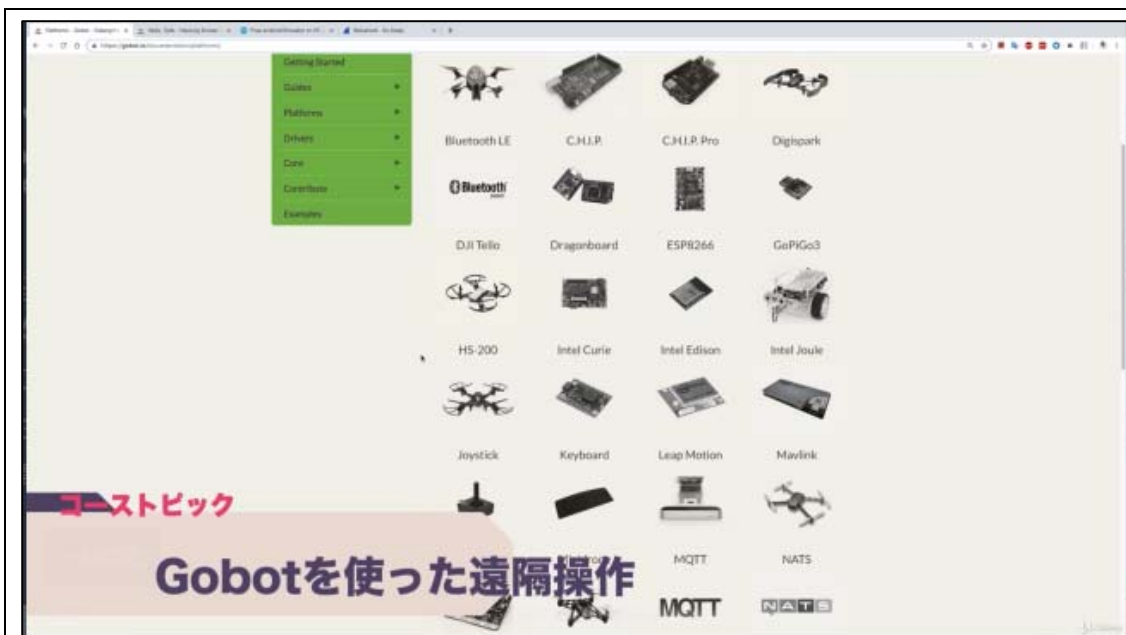 Getting Started
Guides
Platforms
Drivers
Core
Contribute
Examples
Bluetooth LE
C.H.I.P.
C.H.I.P. Pro
Digispark
Bluetooth
DJI Tello
Dragonboard
ESP8266
GoPiGo3
HS-200
Intel Curie
Intel Edison
Intel Joule
Joystick
Keyboard
Leap Motion
Mavlink
MQTT
NATS
MQTT
NATS
コーストピック
Gobotを使った遠隔操作